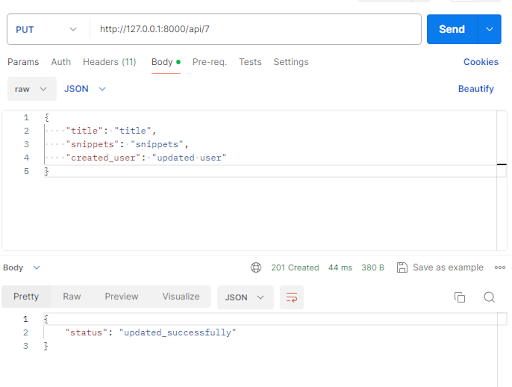 PUT http://127.0.0.1:8000/api/7 Send
Params Auth Headers (11) Body Pre-req. Tests Settings Cookies
raw JSON Beautify
1 {
2 "title": "title",
3 "snippets": "snippets",
4 "created_user": "updated user"
5 }
Body 201 Created 44 ms 380 B Save as example
Pretty Raw Preview Visualize JSON
1 {
2 "status": "updated_successfully"
3 }